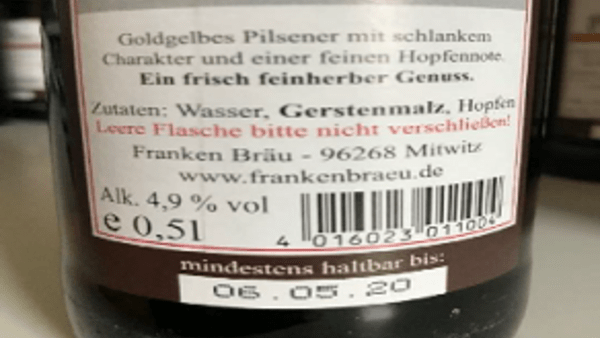 Goldgelbes Pilsener mit schlankem
Charakter und einer feinen Hopfennote.
Ein frisch feinherber Genuss.
Zutaten: Wasser, Gerstenmalz, Hopfen
Leere Flasche bitte nicht verschließen!
Franken Bräu - 96268 Mitwitz
www.frankenbraeu.de
Alk. 4,9 % vol
e 0,5l
4 016023 011004
mindestens haltbar bis:
06.05.20